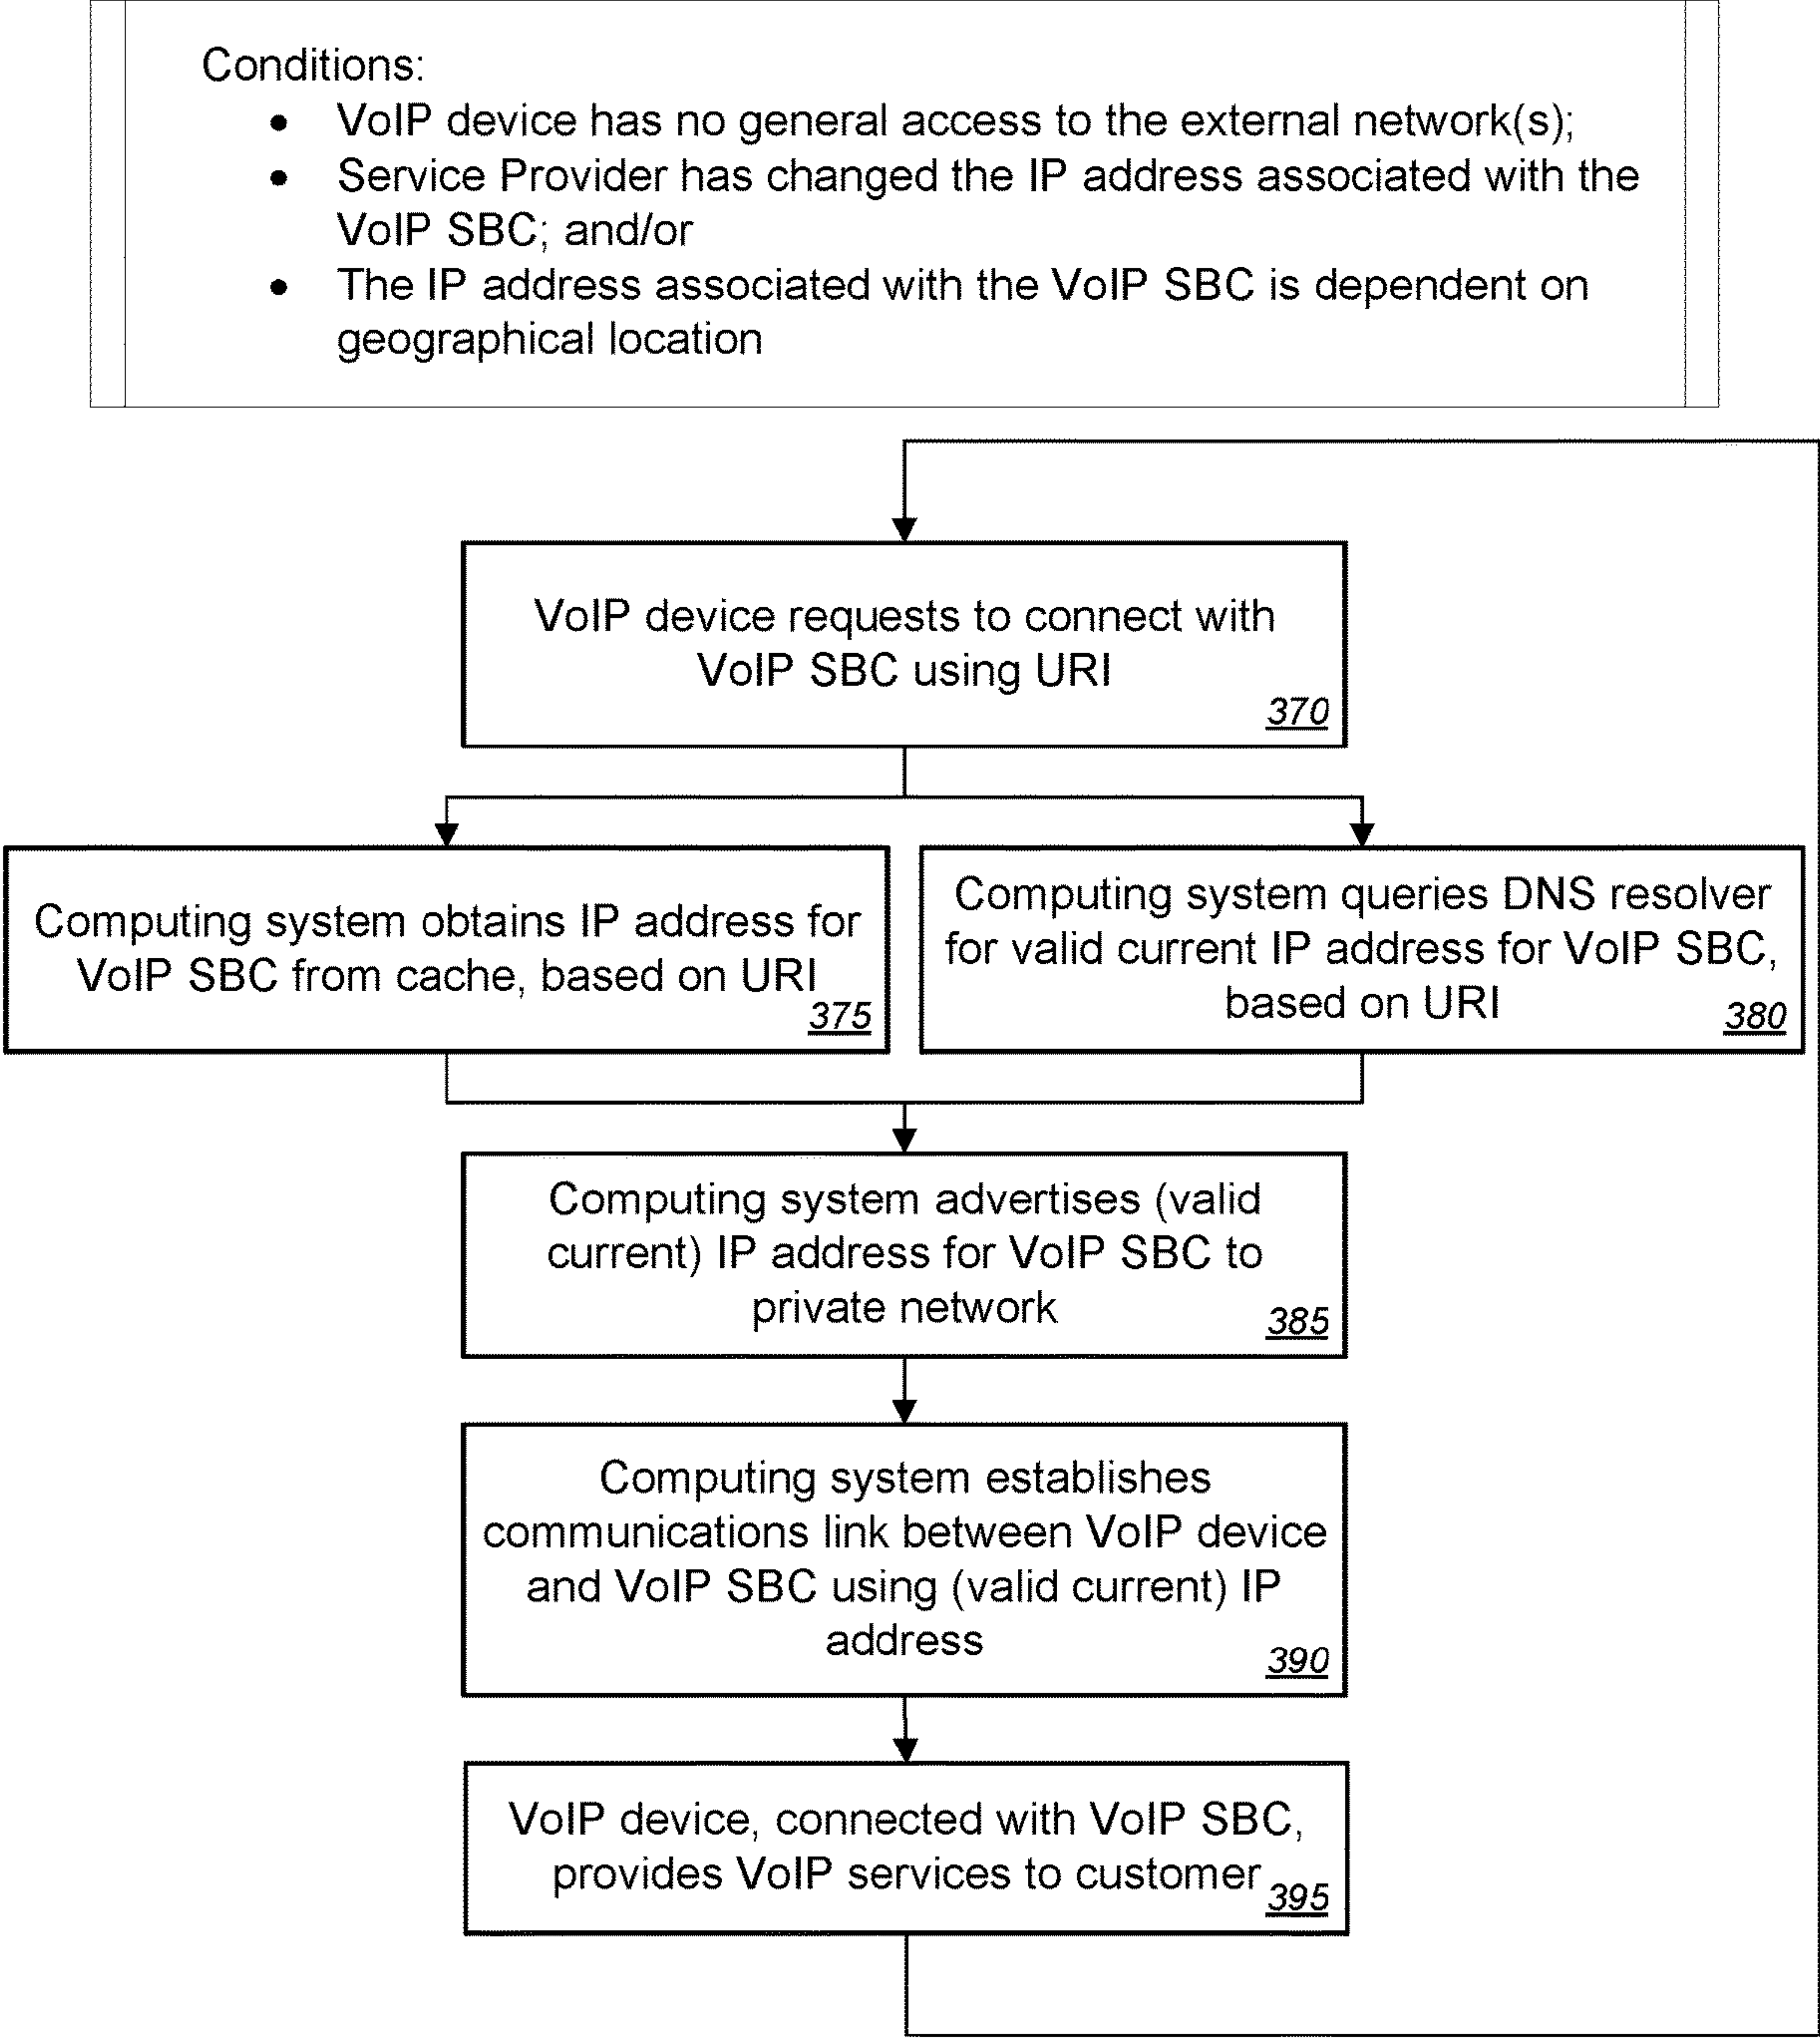 Conditions:
• VoIP device has no general access to the external network(s);
• Service Provider has changed the IP address associated with the
VoIP SBC; and/or
• The IP address associated with the VoIP SBC is dependent on
geographical location
VoIP device requests to connect with
VoIP SBC using URI
370
Computing system obtains IP address for
VoIP SBC from cache, based on URI
375
Computing system queries DNS resolver
for valid current IP address for VoIP SBC,
based on URI
380
Computing system advertises (valid
current) IP address for VoIP SBC to
private network
385
Computing system establishes
communications link between VoIP device
and VoIP SBC using (valid current) IP
address
390
VoIP device, connected with VoIP SBC,
provides VoIP services to customer
395